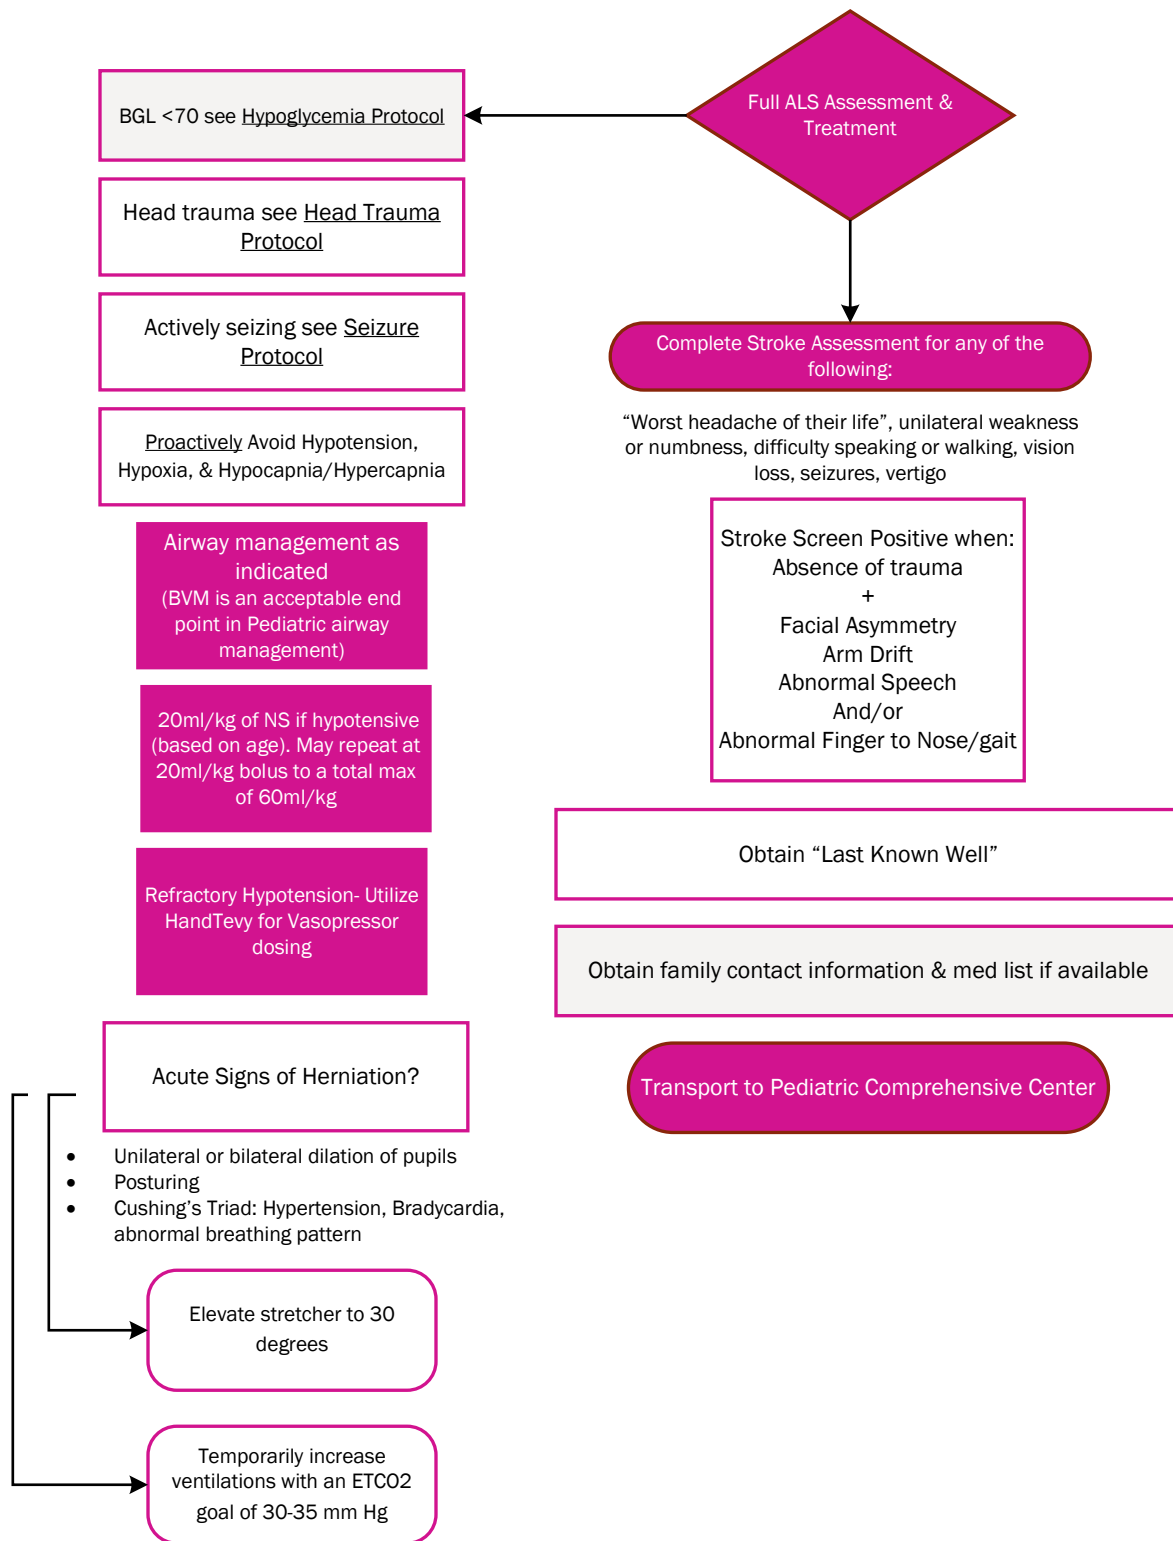 Full ALS Assessment &
Treatment
BGL <70 see Hypoglycemia Protocol
Head trauma see Head Trauma
Protocol
Actively seizing see Seizure
Protocol
Proactively Avoid Hypotension,
Hypoxia, & Hypocapnia/Hypercapnia
Airway management as
indicated
(BVM is an acceptable end
point in Pediatric airway
management)
20ml/kg of NS if hypotensive
(based on age). May repeat at
20ml/kg bolus to a total max
of 60ml/kg
Refractory Hypotension- Utilize
HandTevy for Vasopressor
dosing
Acute Signs of Herniation?
• Unilateral or bilateral dilation of pupils
• Posturing
• Cushing’s Triad: Hypertension, Bradycardia,
abnormal breathing pattern
Elevate stretcher to 30
degrees
Temporarily increase
ventilations with an ETCO2
goal of 30-35 mm Hg
Complete Stroke Assessment for any of the
following:
“Worst headache of their life”, unilateral weakness
or numbness, difficulty speaking or walking, vision
loss, seizures, vertigo
Stroke Screen Positive when:
Absence of trauma
+
Facial Asymmetry
Arm Drift
Abnormal Speech
And/or
Abnormal Finger to Nose/gait
Obtain “Last Known Well”
Obtain family contact information & med list if available
Transport to Pediatric Comprehensive Center